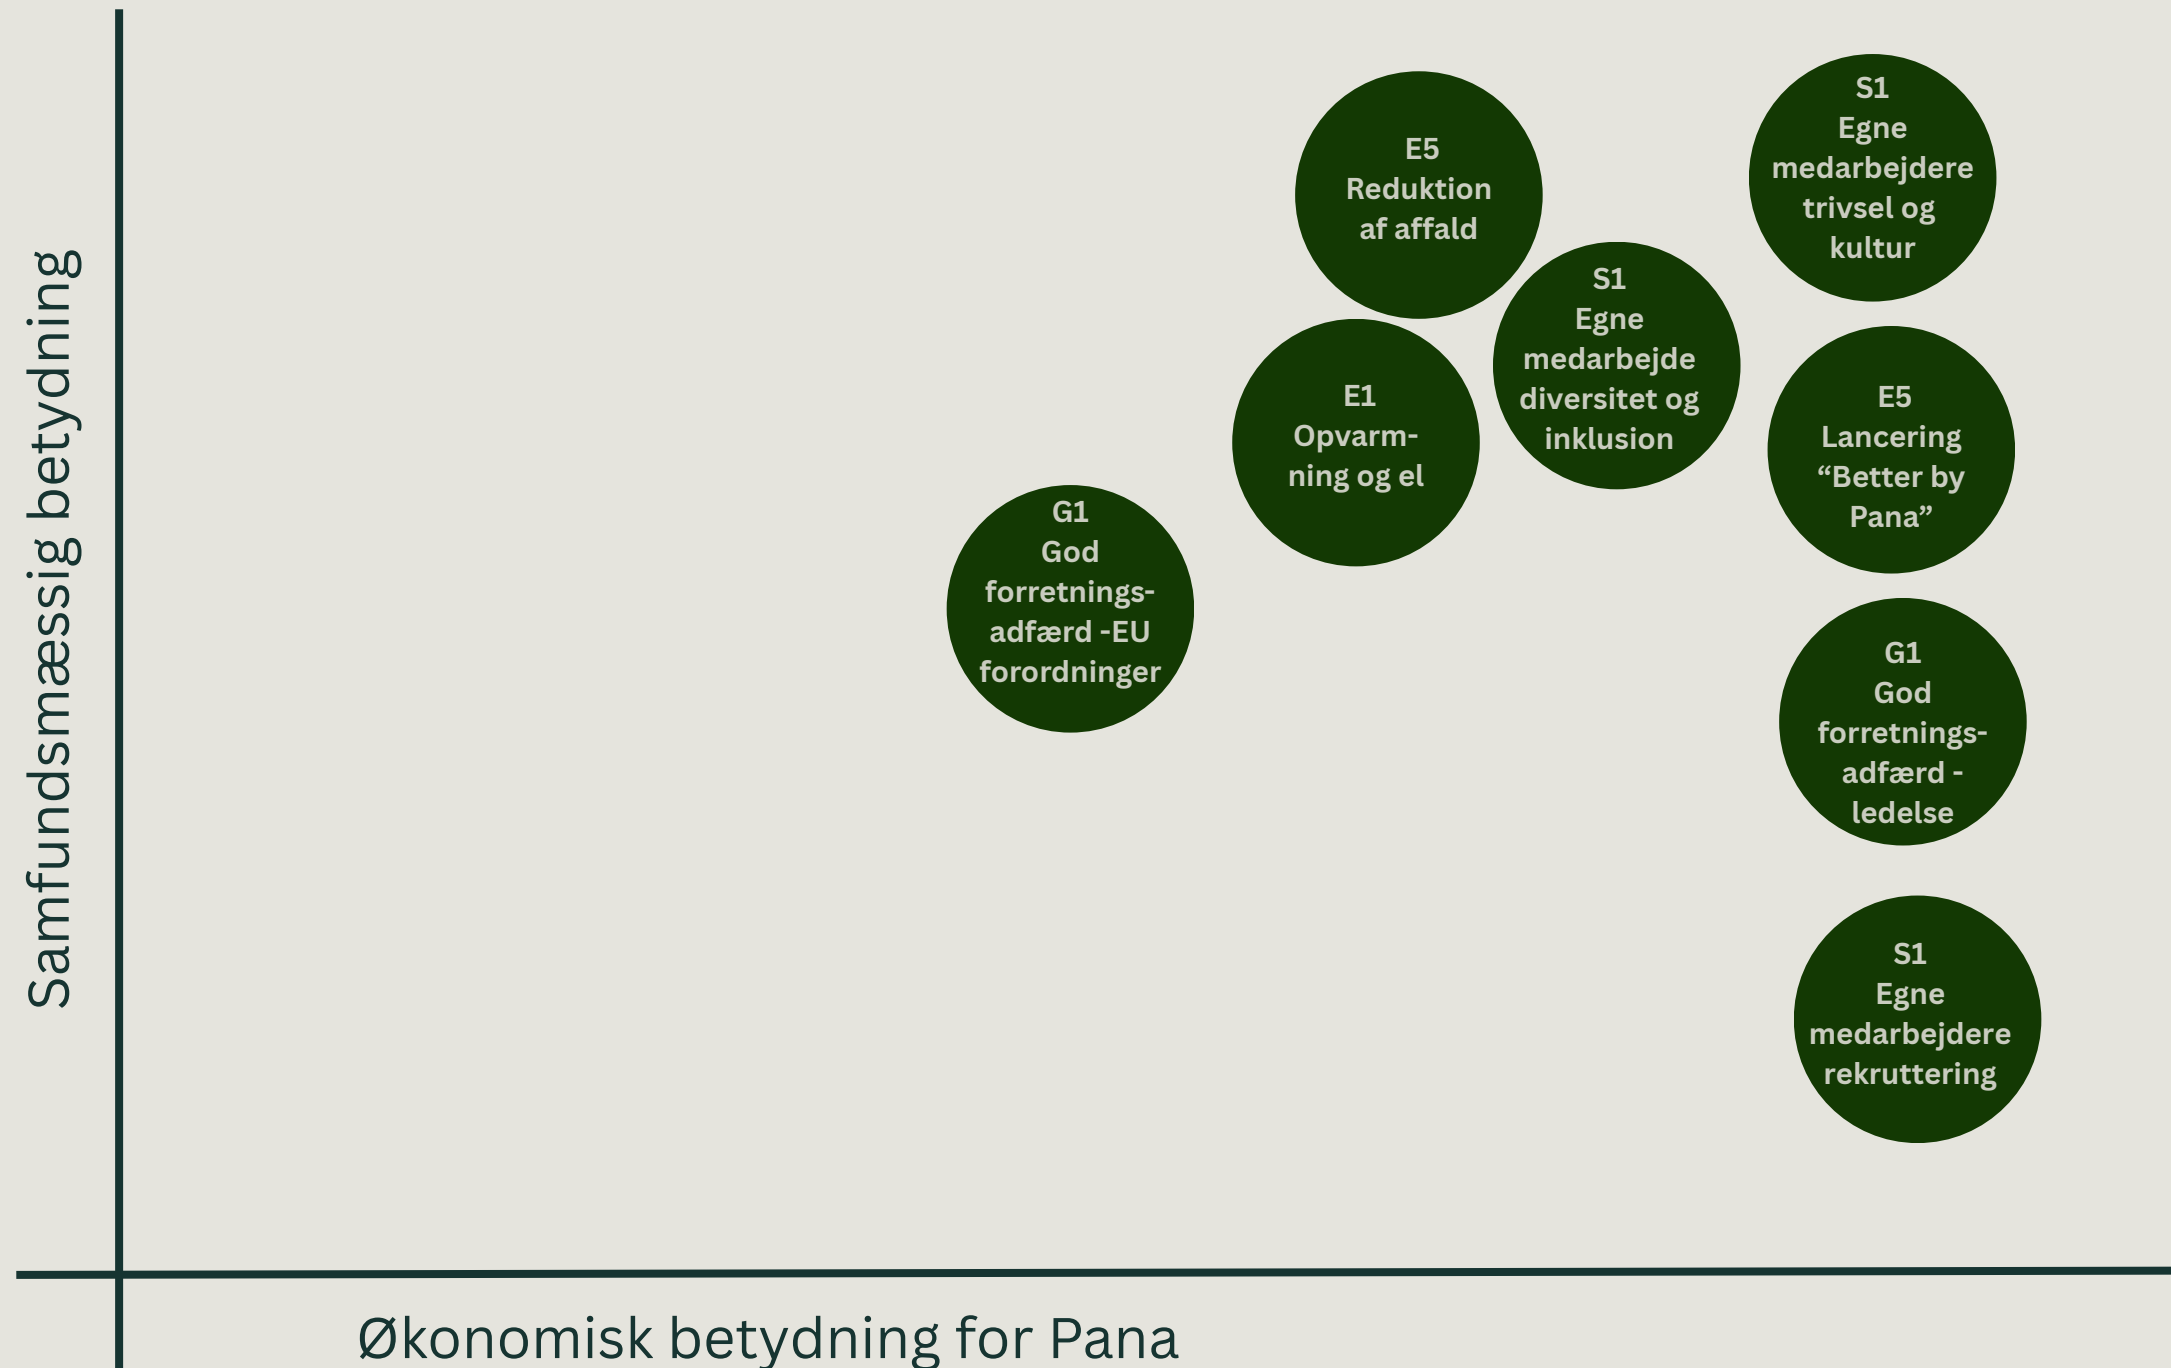 Samfundsmæssig betydning
E5
Reduktion
af affald
S1
Egne
medarbejdere
trivsel og
kultur
S1
Egne
medarbejde
diversitet og
inklusion
E1
Opvarm-
ning og el
E5
Lancering
“Better by
Pana”
G1
God
forretnings-
adfærd -EU
forordninger
G1
God
forretnings-
adfærd -
ledelse
S1
Egne
medarbejdere
rekruttering
Økonomisk betydning for Pana